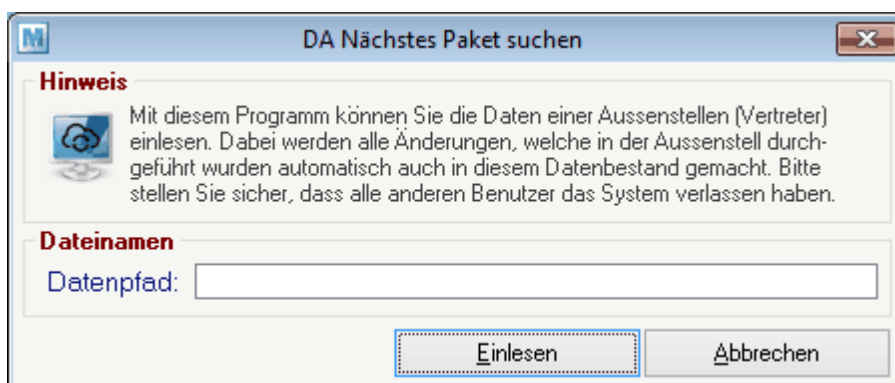 DA Nächstes Paket suchen
Hinweis
Mit diesem Programm können Sie die Daten einer Aussenstellen (Vertreter)
einlesen. Dabei werden alle Änderungen, welche in der Aussenstell durch-
geführt wurden automatisch auch in diesem Datenbestand gemacht. Bitte
stellen Sie sicher, dass alle anderen Benutzer das System verlassen haben.
Dateinamen
Datenpfad:
Einlesen Abbrechen